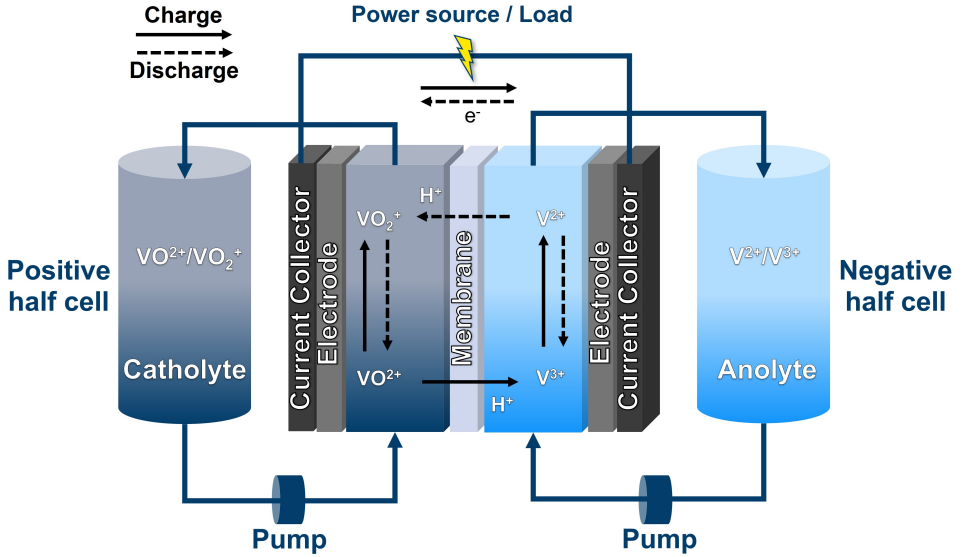 Charge
Discharge
Power source / Load
e⁻
Positive
half cell
VO²⁺/VO₂⁺
Catholyte
Current Collector
Electrode
VO₂⁺
VO²⁺
H⁺
Membrane
H⁺
V²⁺
V³⁺
Electrode
Current Collector
V²⁺/V³⁺
Anolyte
Negative
half cell
Pump
Pump